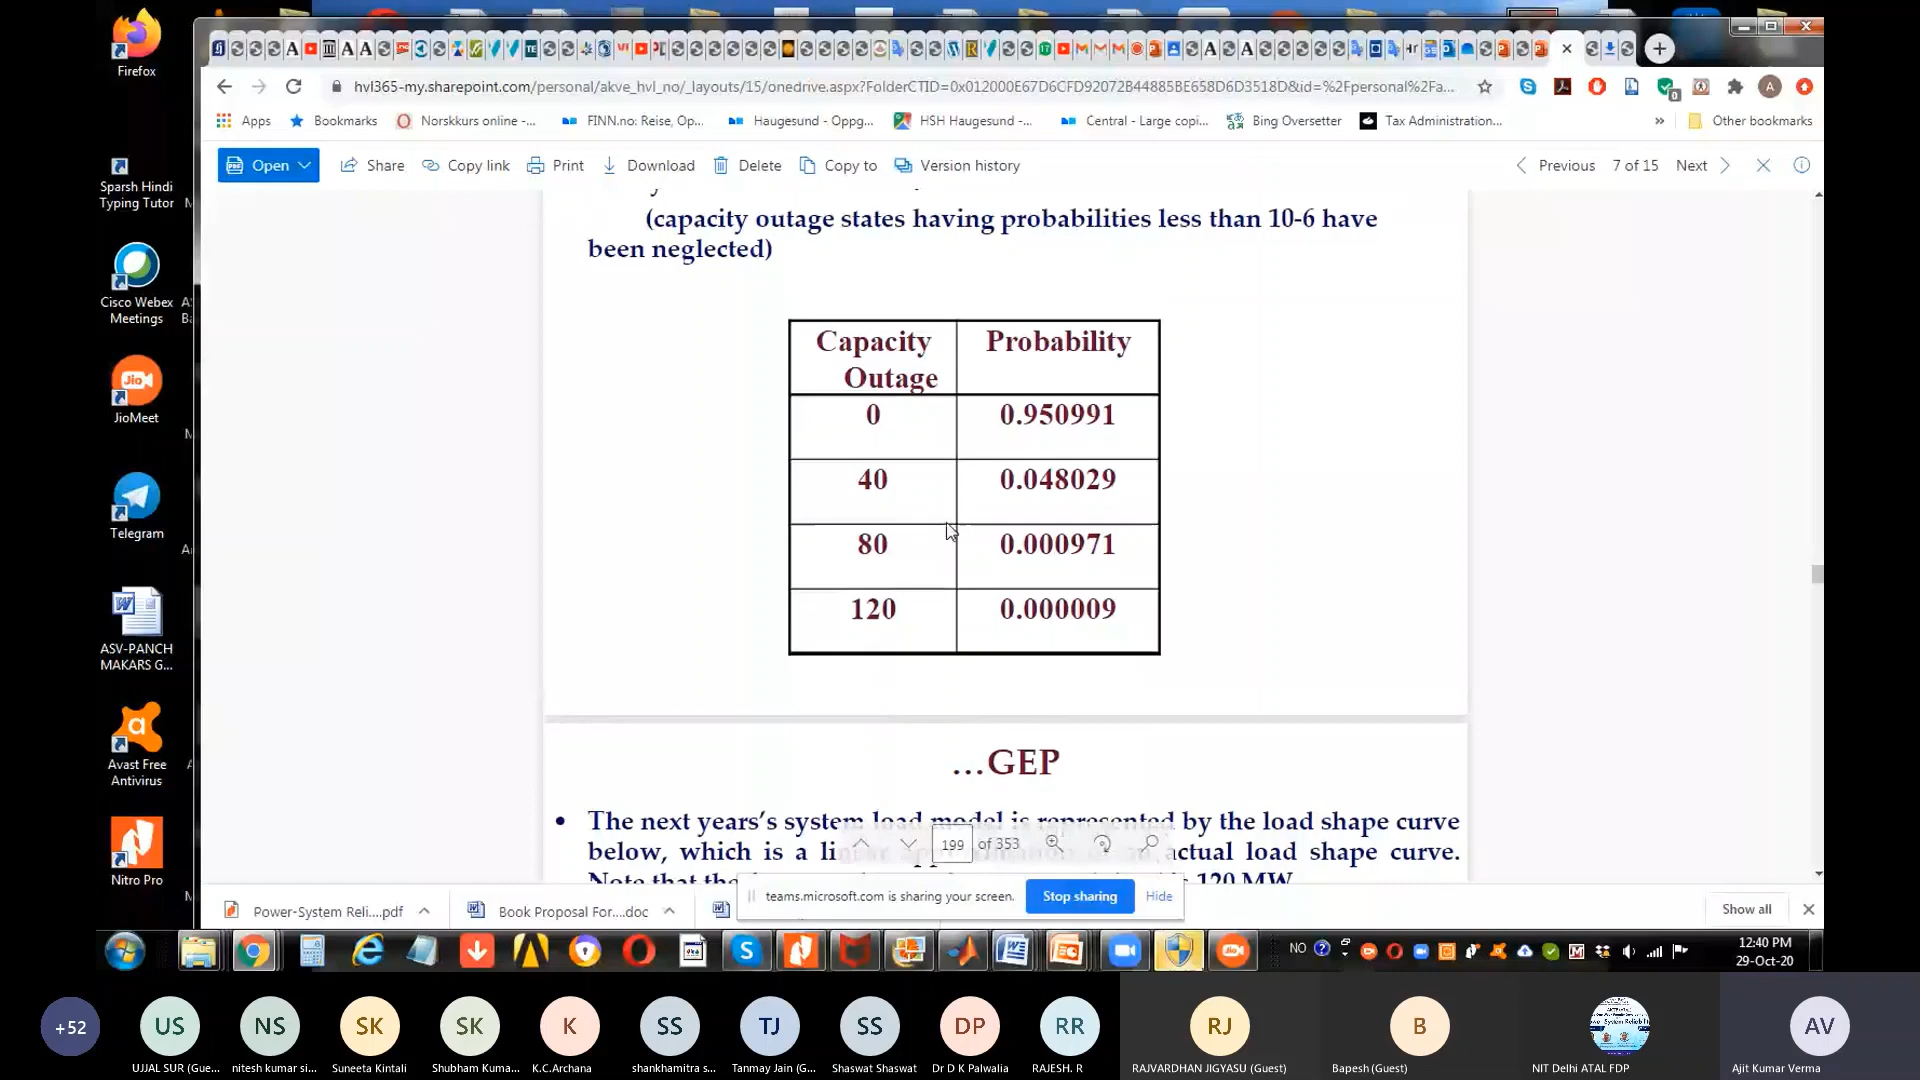 Firefox
hvl365-my.sharepoint.com/personal/akve_hvl_no/_layouts/15/onedrive.aspx?FolderCTID=0x012000E67D6CFD92072B44885BE658D6D3518D&id=%2Fpersonal%2Fa...
Apps Bookmarks Norskkurs online -... FINN.no: Reise, Op... Haugesund - Oppg... HSH Haugesund -... Central - Large copi... Bing Oversetter Tax Administration... » Other bookmarks
Open Share Copy link Print Download Delete Copy to Version history Previous 7 of 15 Next
Sparsh Hindi
Typing Tutor
(capacity outage states having probabilities less than 10-6 have
been neglected)
Cisco Webex
Meetings
Capacity Outage Probability
0 0.950991
40 0.048029
80 0.000971
120 0.000009
JioMeet
Telegram
ASV-PANCH
MAKARS G...
Avast Free
Antivirus
Nitro Pro
...GEP
• The next years's system load model is represented by the load shape curve
below, which is a actual load shape curve.
199 of 353
120 MW
teams.microsoft.com is sharing your screen. Stop sharing Hide
Power-System Reli....pdf Book Proposal For....doc Show all
NO 12:40 PM
29-Oct-20
+52 US NS SK SK K SS TJ SS DP RR RJ B AV
UJJAL SUR (Gue... nitesh kumar si... Suneeta Kintali Shubham Kuma... K.C.Archana shankhamitra s... Tanmay Jain (G... Shaswat Shaswat Dr D K Palwalia RAJESH. R RAJVARDHAN JIGYASU (Guest) Bapesh (Guest) NIT Delhi ATAL FDP Ajit Kumar Verma